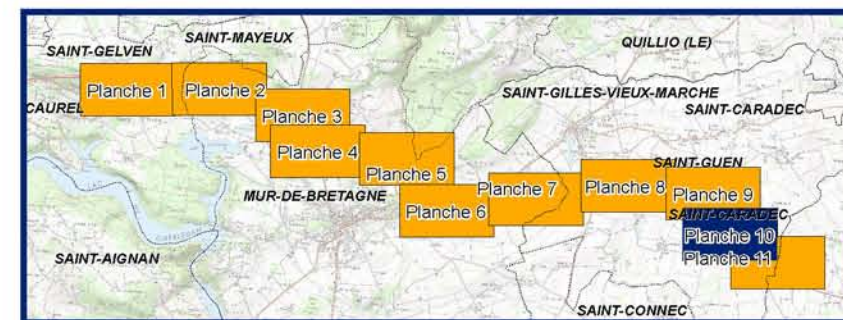 SAINT-MAYEUX
SAINT-GELVEN
QUILLIO (LE)
Planche 1
Planche 2
SAINT-GILLES-VIEUX-MARCHE
CAUREL
Planche 3
SAINT-CARADEC
Planche 4
SAINT-GUEN
Planche 5
Planche 7
Planche 8
Planche 9
MUR-DE-BRETAGNE
Planche 6
SAINT-CARADEC
Planche 10
SAINT-AIGNAN
Planche 11
SAINT-CONNEC